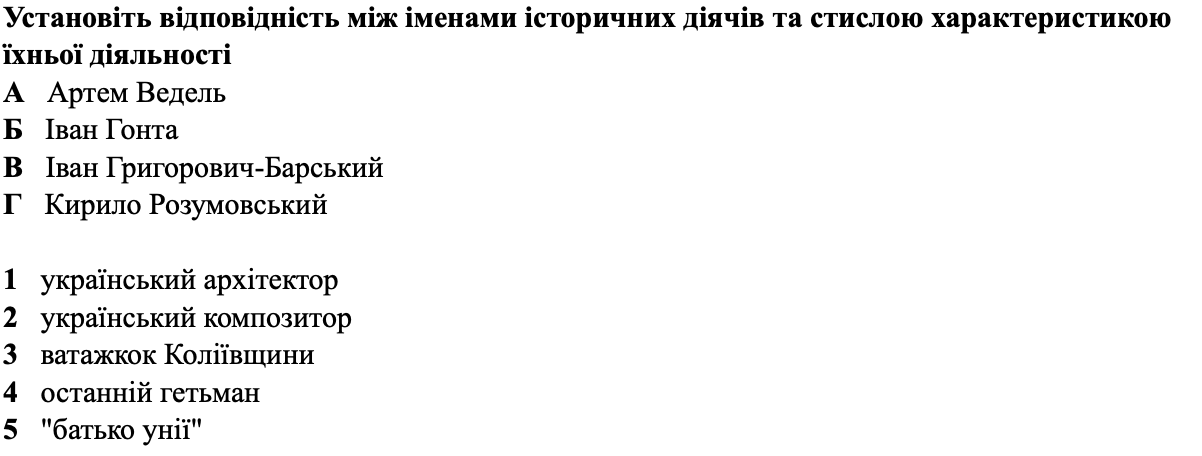 Установіть відповідність між іменами історичних діячів та стислою характеристикою
їхньої діяльності
А Артем Ведель
Б Іван Гонта
В Іван Григорович-Барський
Г Кирило Розумовський
1 український архітектор
2 український композитор
3 ватажкок Коліївщини
4 останній гетьман
5 "батько унії"